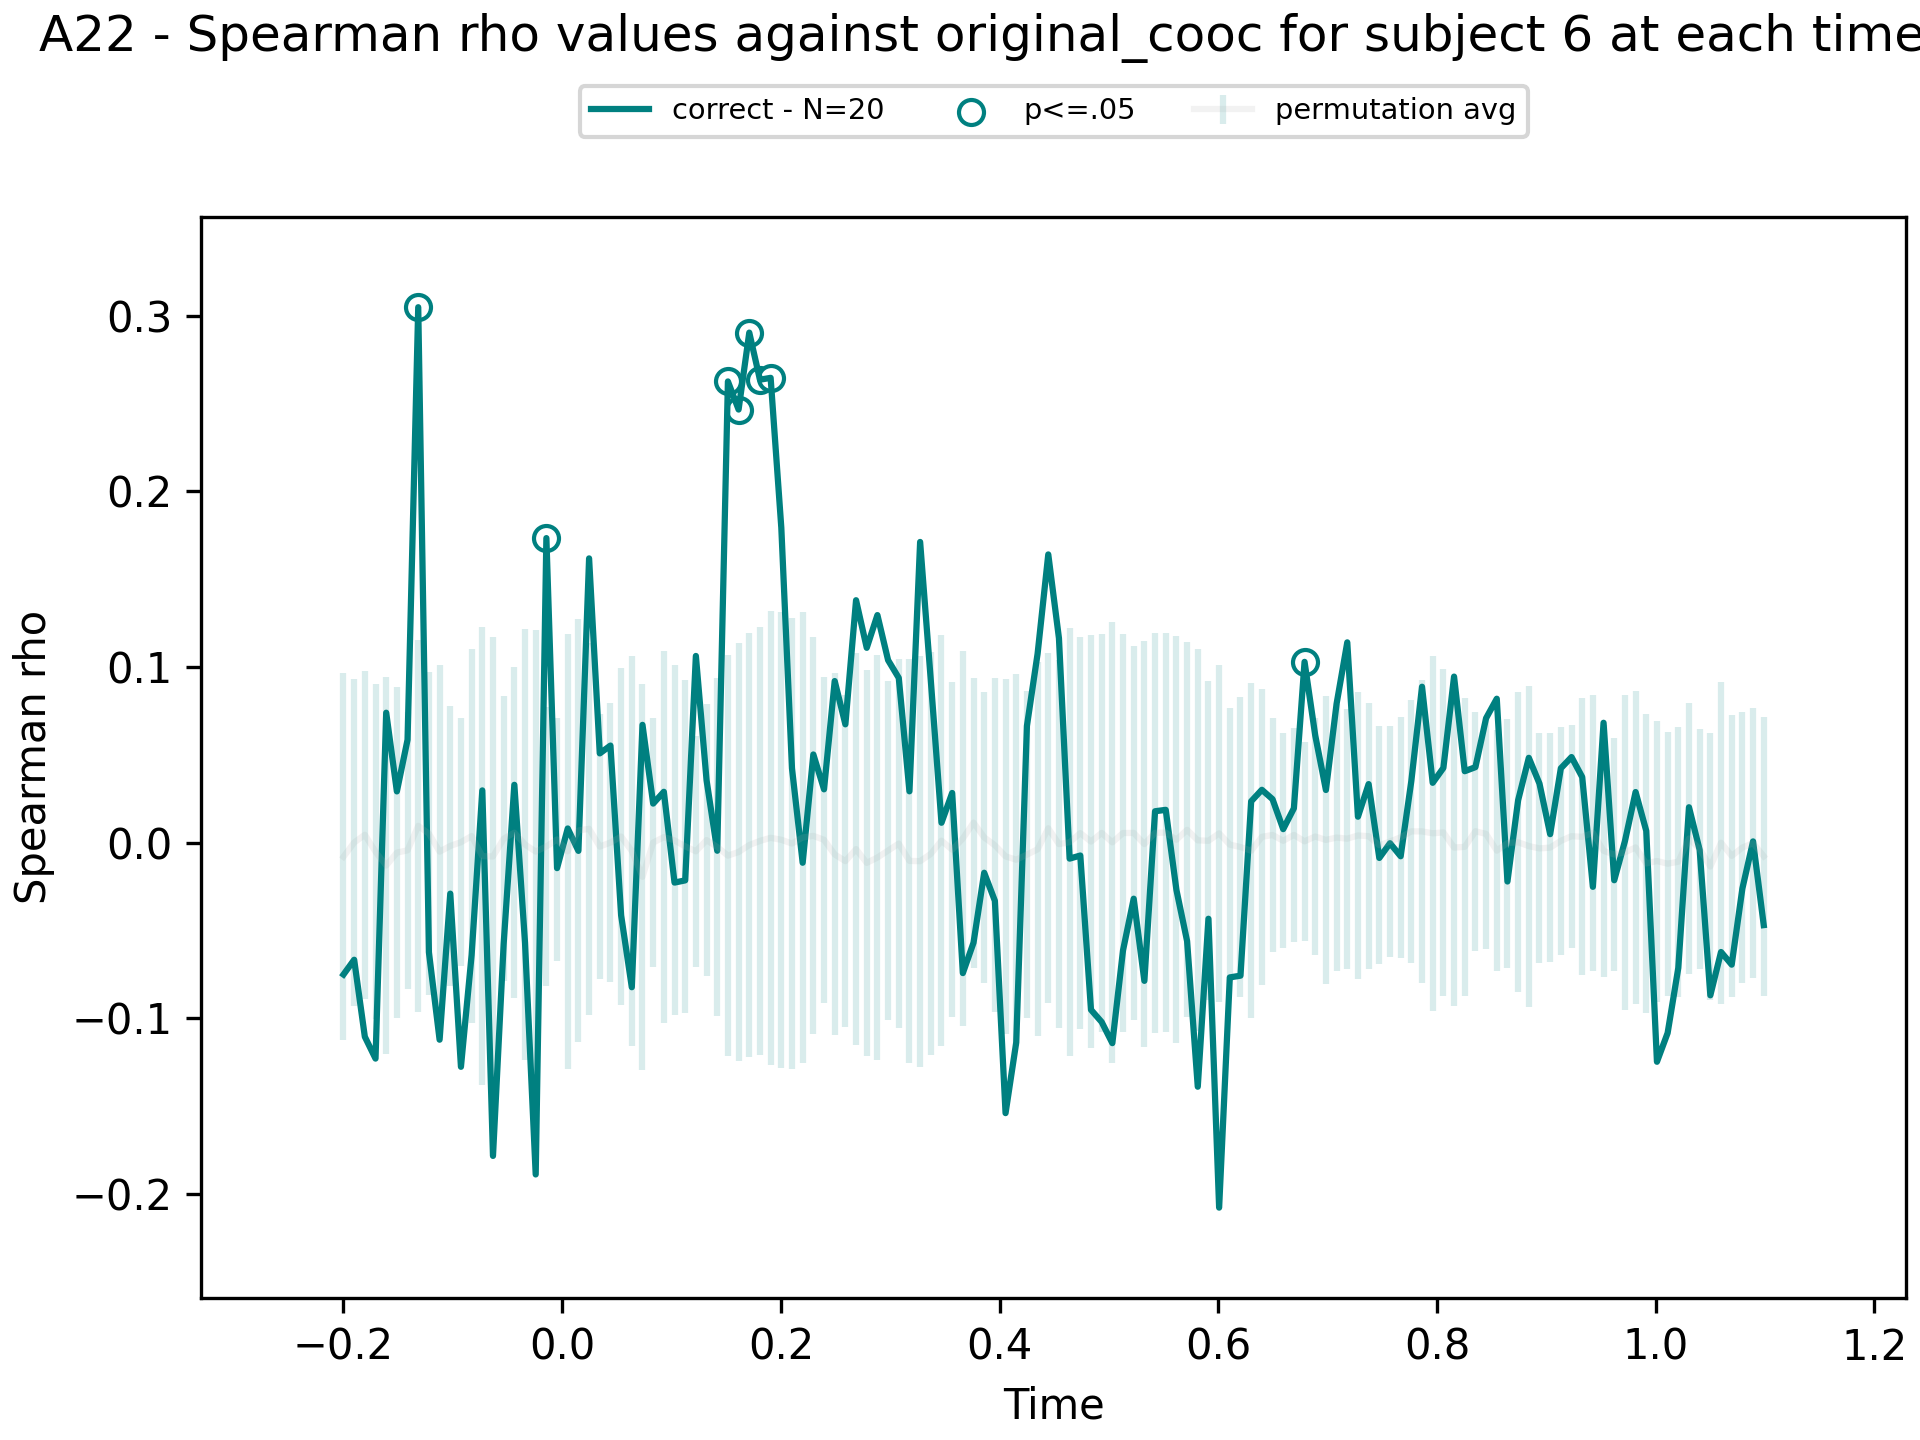 A22 - Spearman rho values against original_cooc for subject 6 at each time
correct - N=20 p<=.05 permutation avg
Spearman rho
0.3
0.2
0.1
0.0
−0.1
−0.2
−0.2 0.0 0.2 0.4 0.6 0.8 1.0 1.2
Time